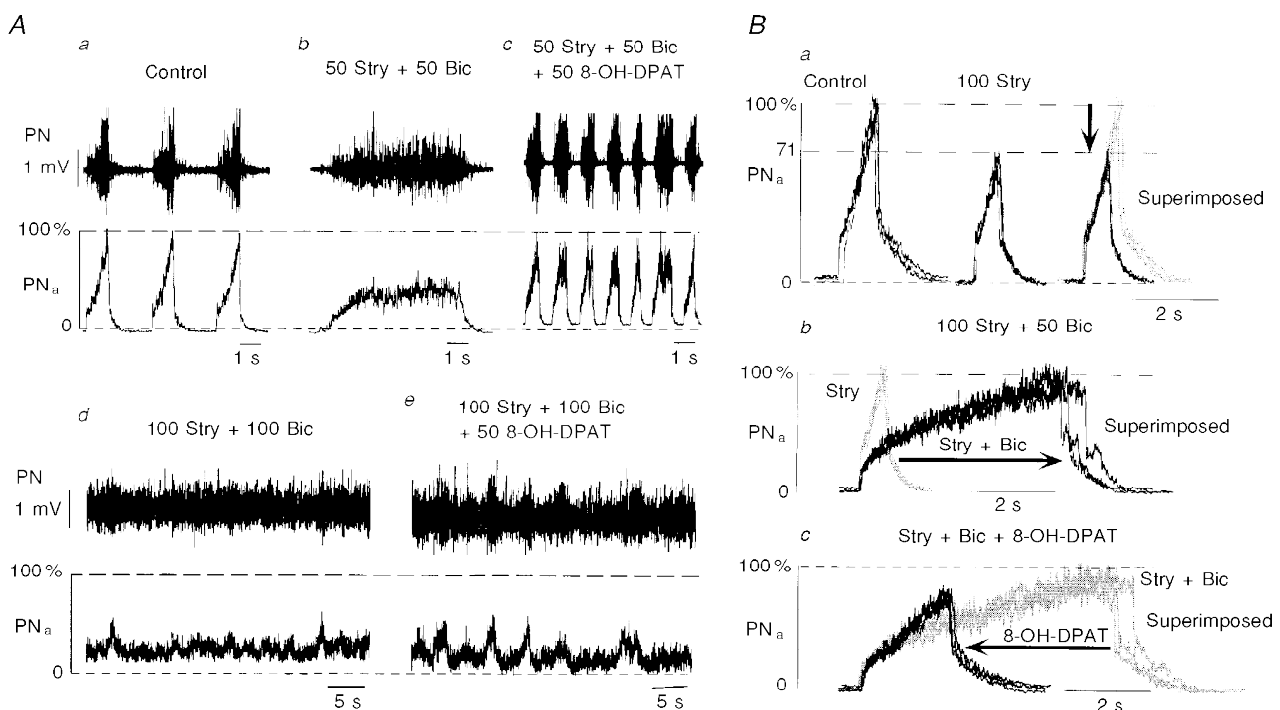 A
a
Control
b
50 Stry + 50 Bic
c
50 Stry + 50 Bic
+ 50 8-OH-DPAT
PN
1 mV
100%
PNa
0
1 s
1 s
1 s
d
100 Stry + 100 Bic
e
100 Stry + 100 Bic
+ 50 8-OH-DPAT
PN
1 mV
100%
PNa
0
5 s
5 s
B
a
Control
100 Stry
100%
71
PNa
Superimposed
0
2 s
b
100 Stry + 50 Bic
100%
Stry
PNa
Superimposed
Stry + Bic
0
2 s
c
Stry + Bic + 8-OH-DPAT
100%
Stry + Bic
PNa
Superimposed
8-OH-DPAT
0
2 s